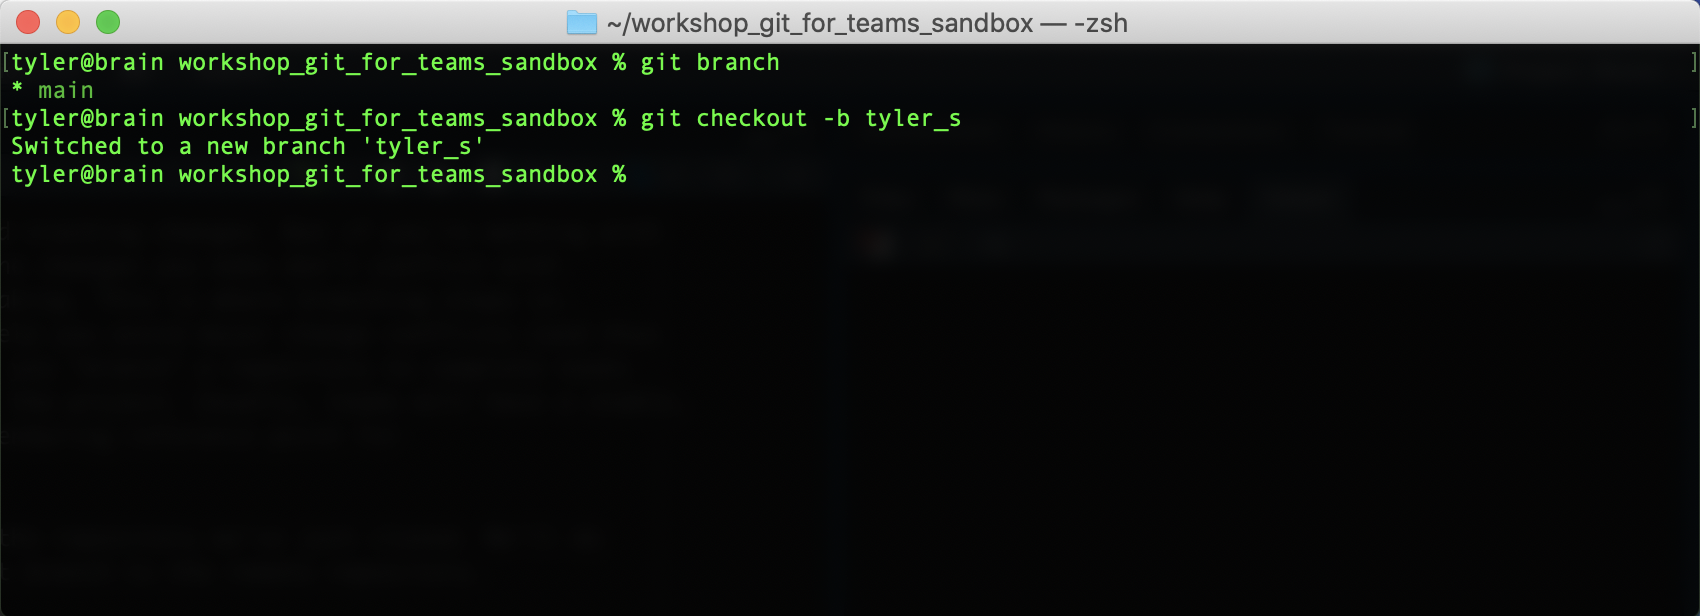 ~/workshop_git_for_teams_sandbox — -zsh
[tyler@brain workshop_git_for_teams_sandbox % git branch ]
* main
[tyler@brain workshop_git_for_teams_sandbox % git checkout -b tyler_s ]
Switched to a new branch 'tyler_s'
tyler@brain workshop_git_for_teams_sandbox %